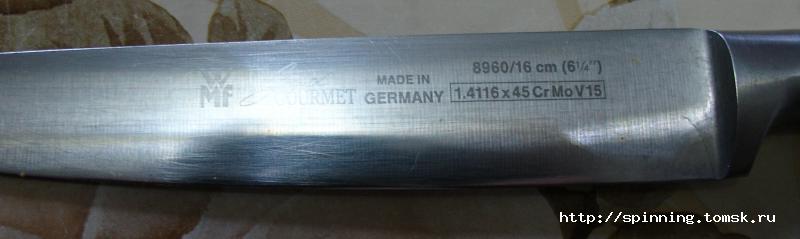 8960/16 cm (6¼")
WMF GOURMET MADE IN GERMANY
1.4116 x 45 Cr Mo V 15
http://spinning.tomsk.ru